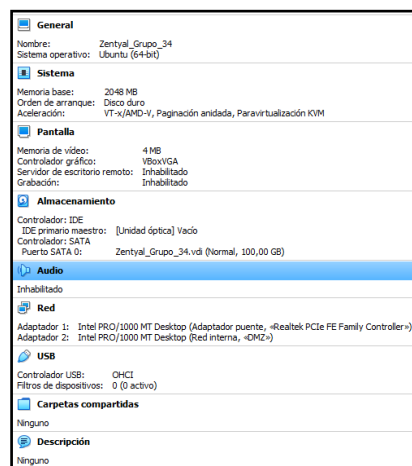 General
Nombre: Zentyal_Grupo_34
Sistema operativo: Ubuntu (64-bit)
Sistema
Memoria base: 2048 MB
Orden de arranque: Disco duro
Aceleración: VT-x/AMD-V, Paginación anidada, Paravirtualización KVM
Pantalla
Memoria de vídeo: 4 MB
Controlador gráfico: VBoxVGA
Servidor de escritorio remoto: Inhabilitado
Grabación: Inhabilitado
Almacenamiento
Controlador: IDE
IDE primario maestro: [Unidad óptica] Vacío
Controlador: SATA
Puerto SATA 0: Zentyal_Grupo_34.vdi (Normal, 100,00 GB)
Audio
Inhabilitado
Red
Adaptador 1: Intel PRO/1000 MT Desktop (Adaptador puente, «Realtek PCIe FE Family Controller»)
Adaptador 2: Intel PRO/1000 MT Desktop (Red interna, «DMZ»)
USB
Controlador USB: OHCI
Filtros de dispositivos: 0 (0 activo)
Carpetas compartidas
Ninguno
Descripción
Ninguno